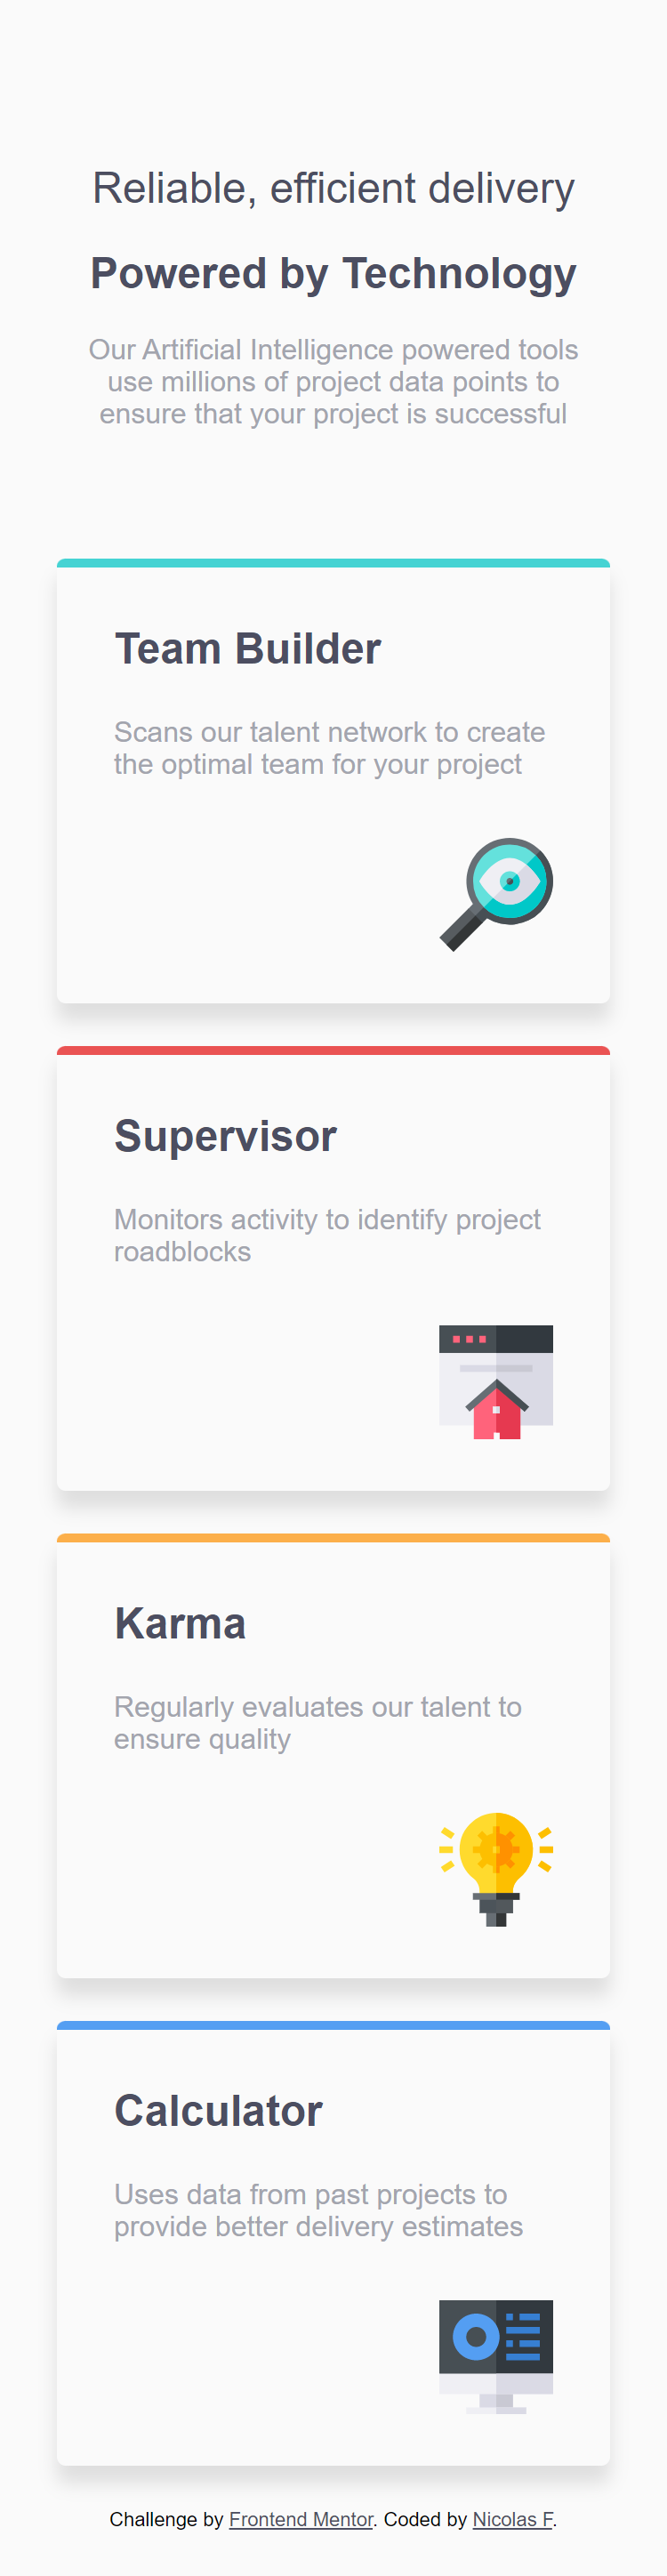 Reliable, efficient delivery
Powered by Technology
Our Artificial Intelligence powered tools
use millions of project data points to
ensure that your project is successful
Team Builder
Scans our talent network to create
the optimal team for your project
Supervisor
Monitors activity to identify project
roadblocks
Karma
Regularly evaluates our talent to
ensure quality
Calculator
Uses data from past projects to
provide better delivery estimates
Challenge by Frontend Mentor. Coded by Nicolas F.